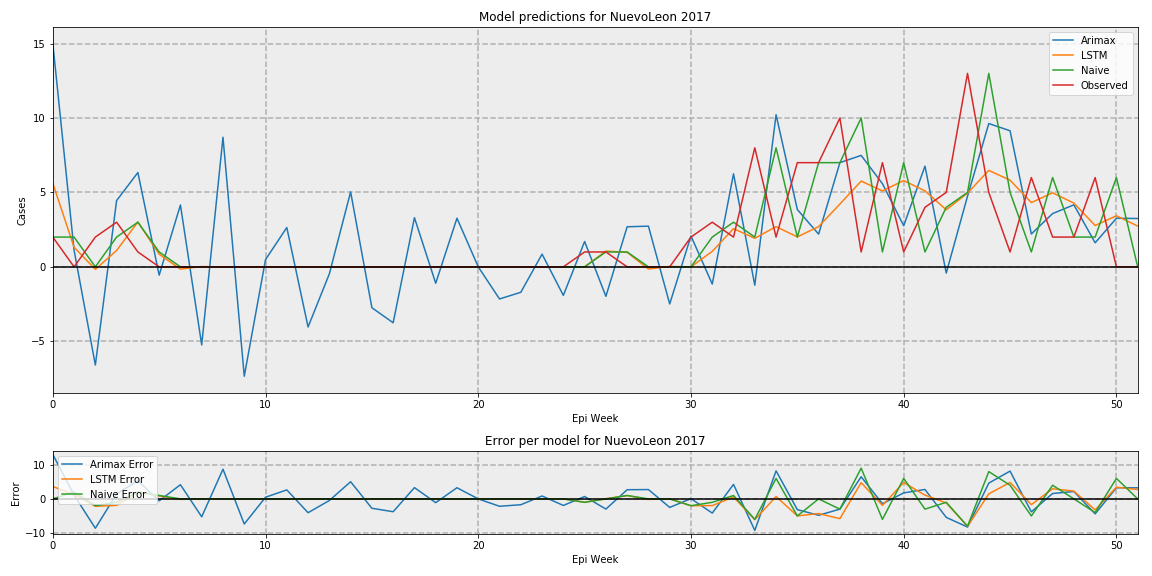 Model predictions for NuevoLeon 2017
Arimax
LSTM
Naive
Observed
15
10
5
0
−5
Cases
0
10
20
30
40
50
Epi Week
Error per model for NuevoLeon 2017
Arimax Error
LSTM Error
Naive Error
10
0
−10
Error
0
10
20
30
40
50
Epi Week